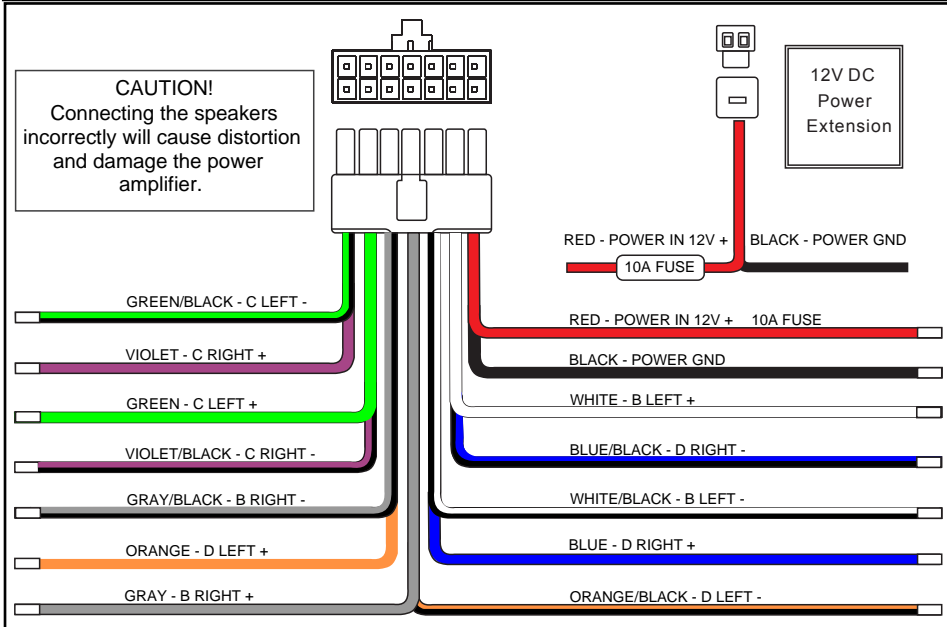 CAUTION!
Connecting the speakers
incorrectly will cause distortion
and damage the power
amplifier.
12V DC
Power
Extension
RED - POWER IN 12V +
BLACK - POWER GND
10A FUSE
GREEN/BLACK - C LEFT -
VIOLET - C RIGHT +
GREEN - C LEFT +
VIOLET/BLACK - C RIGHT -
GRAY/BLACK - B RIGHT -
ORANGE - D LEFT +
GRAY - B RIGHT +
RED - POWER IN 12V + 10A FUSE
BLACK - POWER GND
WHITE - B LEFT +
BLUE/BLACK - D RIGHT -
WHITE/BLACK - B LEFT -
BLUE - D RIGHT +
ORANGE/BLACK - D LEFT -